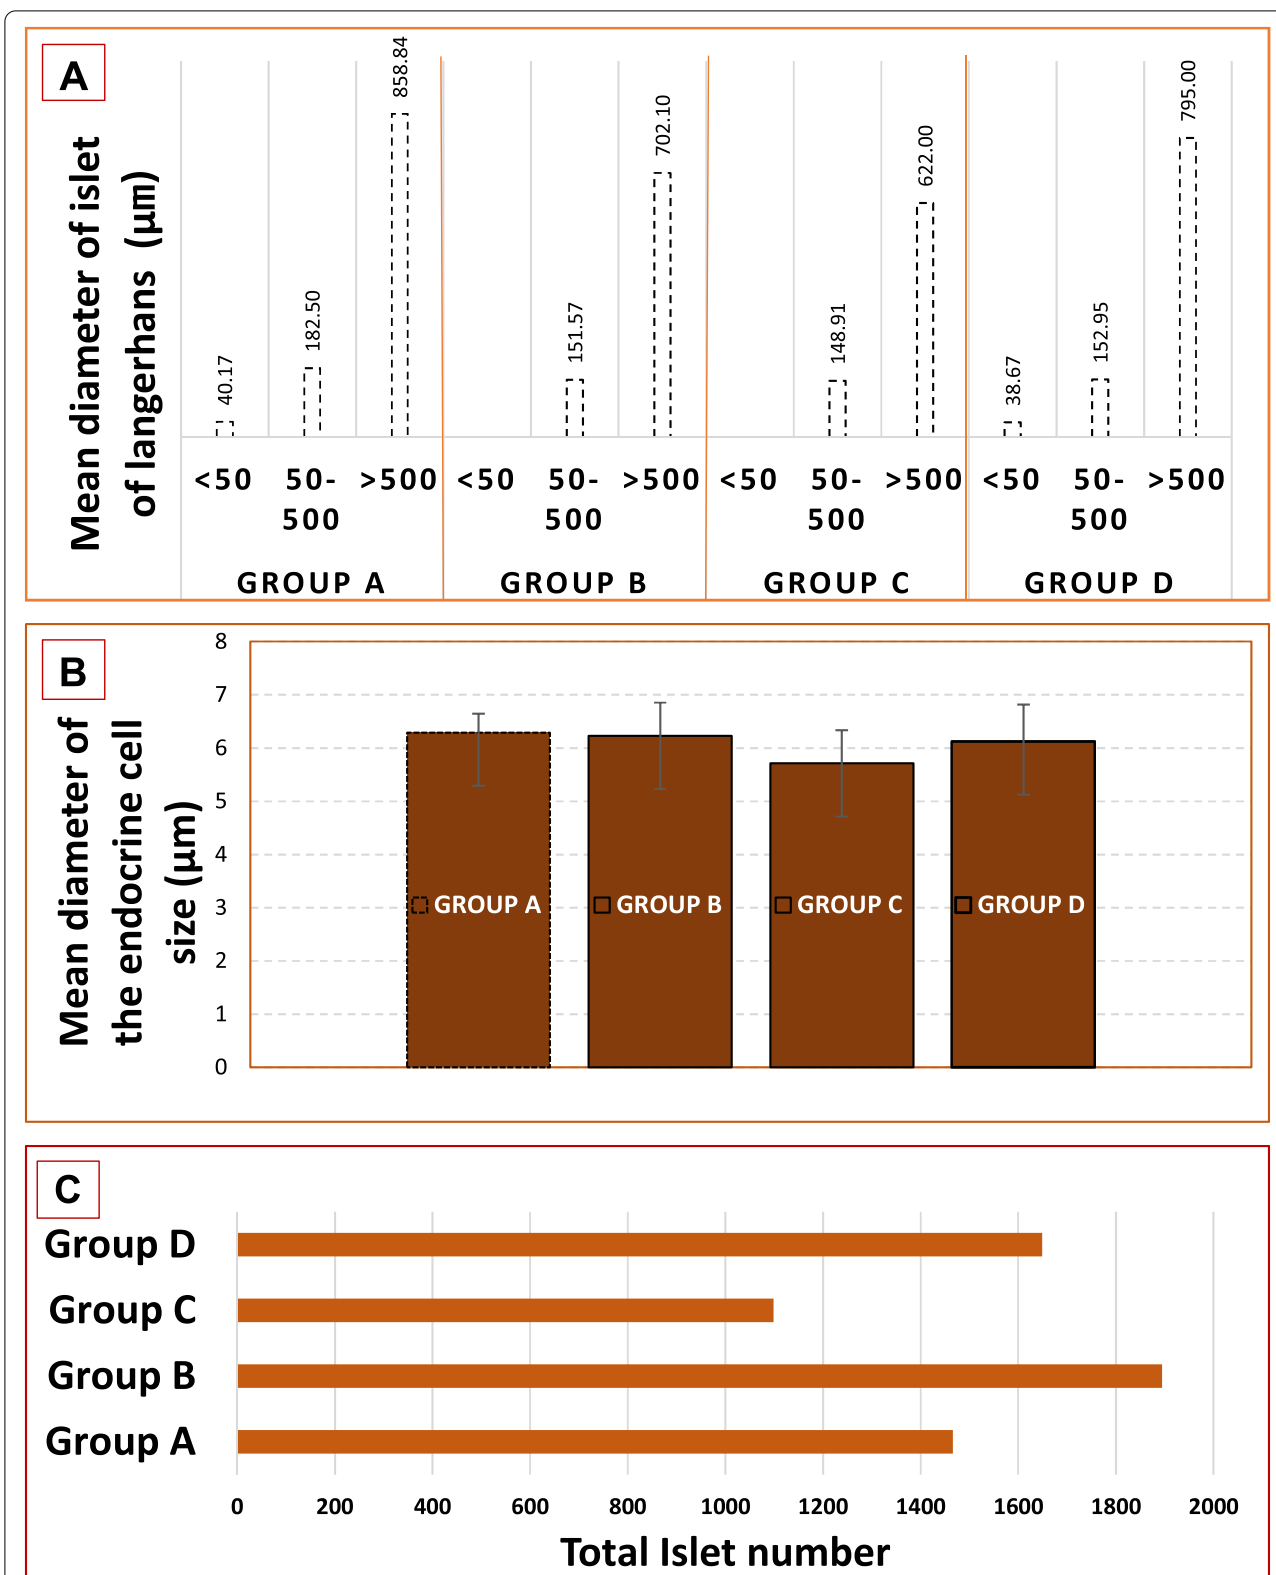 A
Mean diameter of islet
of langerhans (µm)
40.17
182.50
858.84
151.57
702.10
148.91
622.00
38.67
152.95
795.00
<50 50- >500 <50 50- >500 <50 50- >500 <50 50- >500
500 500 500 500
GROUP A GROUP B GROUP C GROUP D
B
Mean diameter of
the endocrine cell
size (µm)
8
7
6
5
4
3
2
1
0
GROUP A GROUP B GROUP C GROUP D
C
Group D
Group C
Group B
Group A
0 200 400 600 800 1000 1200 1400 1600 1800 2000
Total Islet number